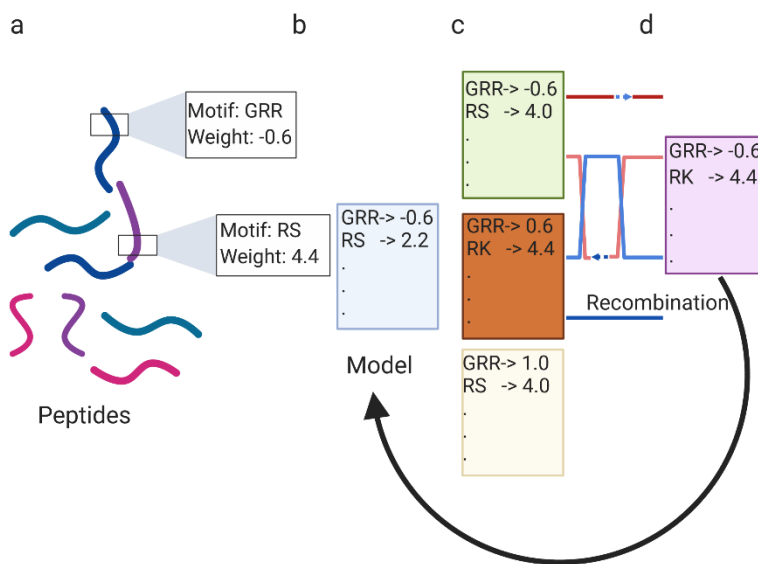 a
b
c
d
Motif: GRR
Weight: -0.6
Motif: RS
Weight: 4.4
Peptides
GRR-> -0.6
RS -> 2.2
.
.
.
Model
GRR-> -0.6
RS -> 4.0
.
.
.
GRR-> 0.6
RK -> 4.4
.
.
.
GRR-> 1.0
RS -> 4.0
.
.
.
Recombination
GRR-> -0.6
RK -> 4.4
.
.
.